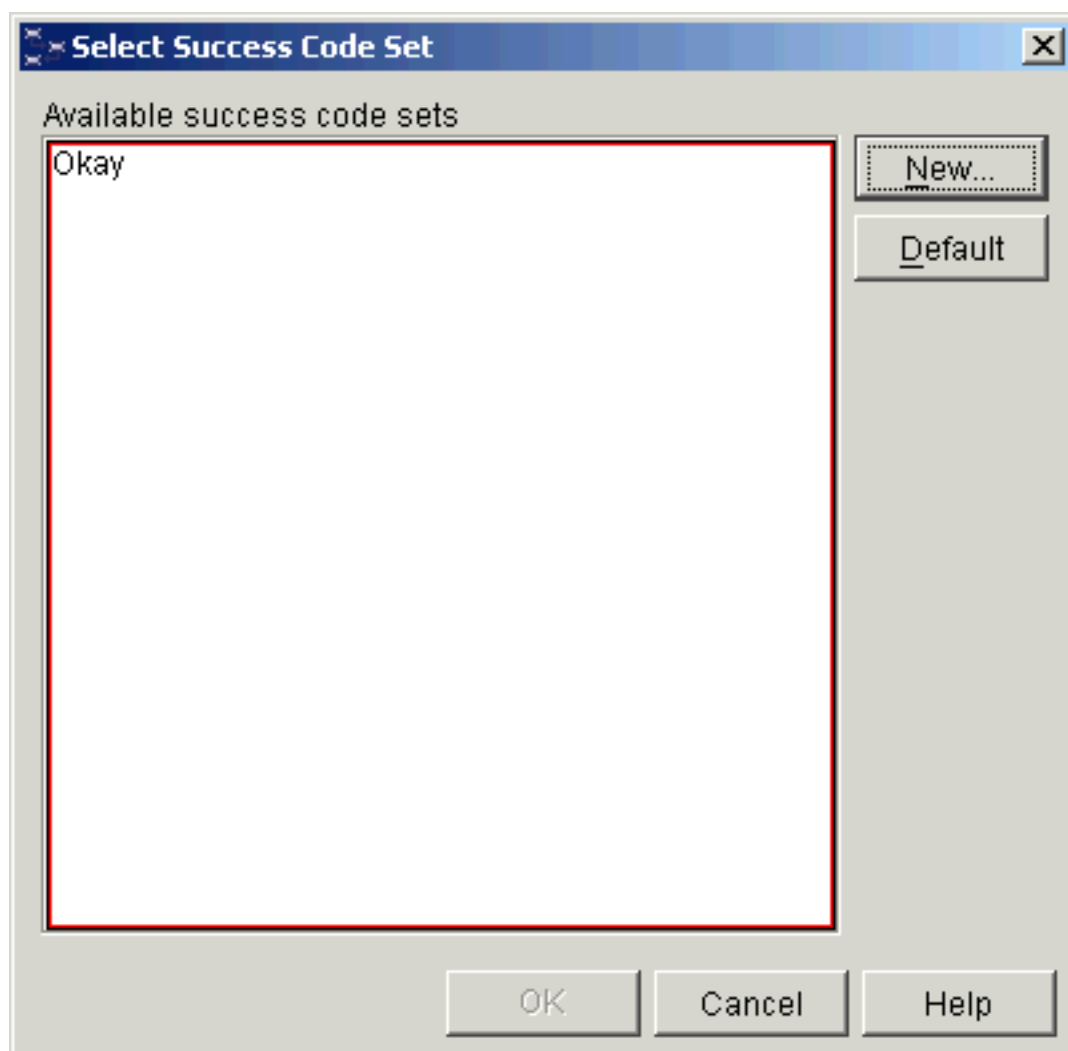 Select Success Code Set
Available success code sets
Okay
New...
Default
OK
Cancel
Help